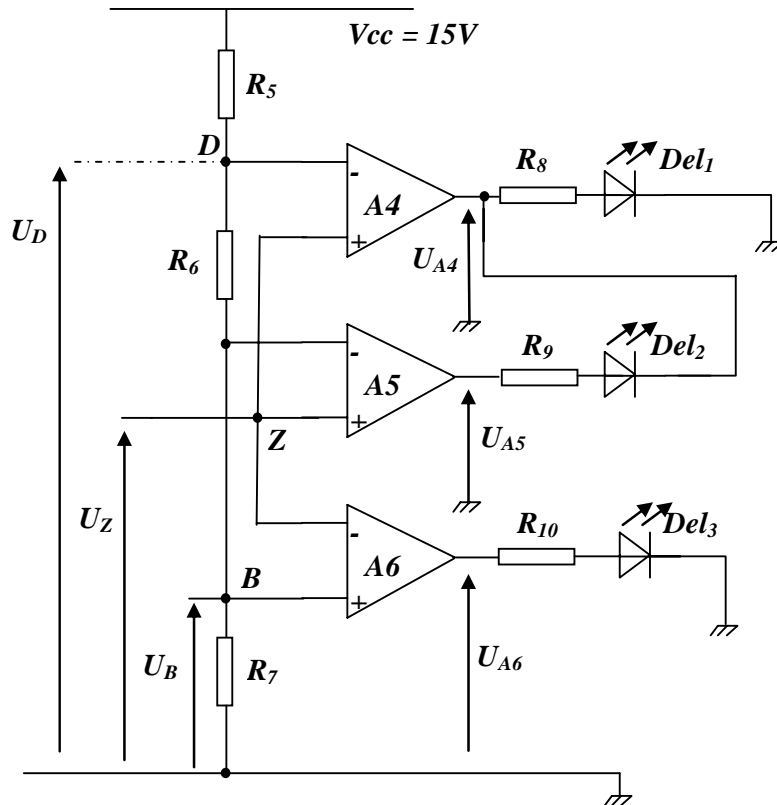 Vcc = 15V
R5
D
-
A4
+
R8
Del1
UD
R6
UA4
-
A5
+
R9
Del2
Z
UA5
UZ
-
A6
+
R10
Del3
B
UB
R7
UA6